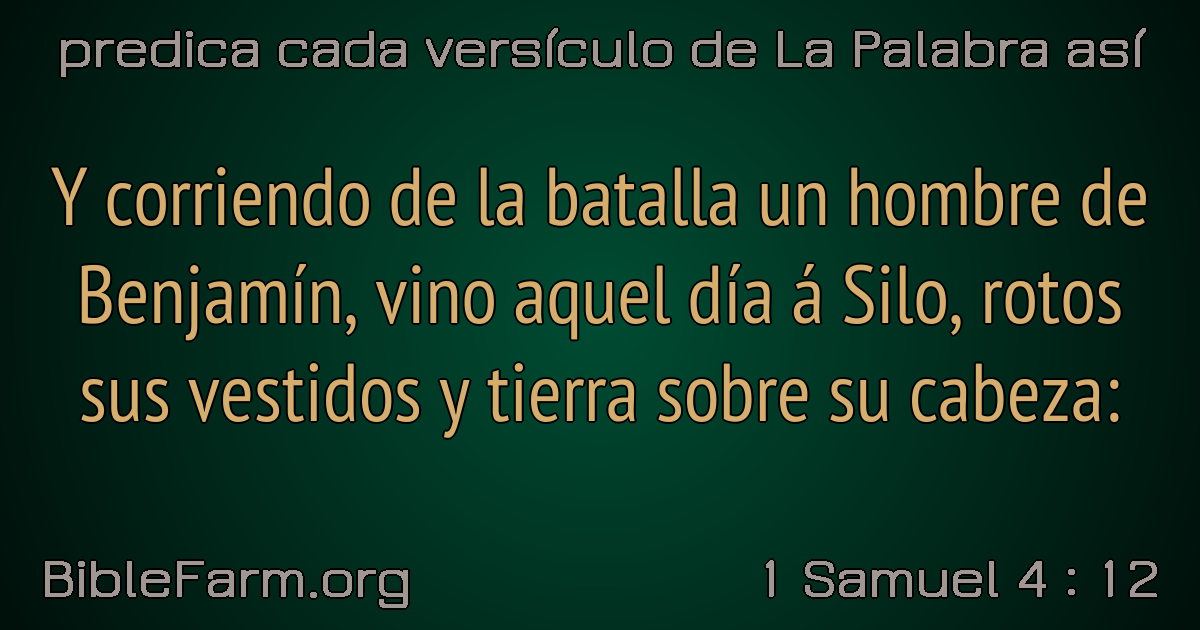 predica cada versículo de La Palabra así
Y corriendo de la batalla un hombre de
Benjamín, vino aquel día á Silo, rotos
sus vestidos y tierra sobre su cabeza:
BibleFarm.org
1 Samuel 4 : 12